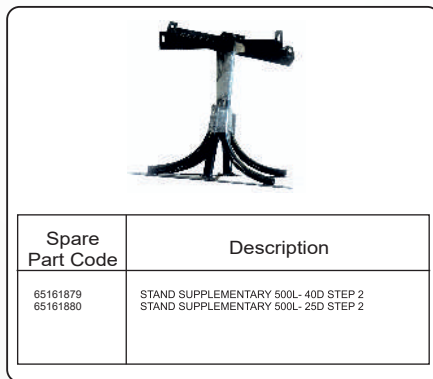 Spare
Part Code
Description
65161879 STAND SUPPLEMENTARY 500L- 40D STEP 2
65161880 STAND SUPPLEMENTARY 500L- 25D STEP 2